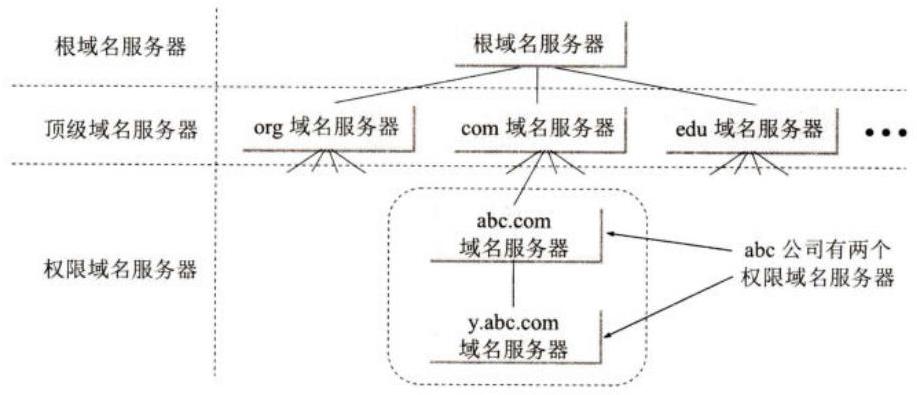 根域名服务器
根域名服务器
顶级域名服务器
org 域名服务器
com 域名服务器
edu 域名服务器
•••
权限域名服务器
abc.com
域名服务器
abc 公司有两个
权限域名服务器
y.abc.com
域名服务器